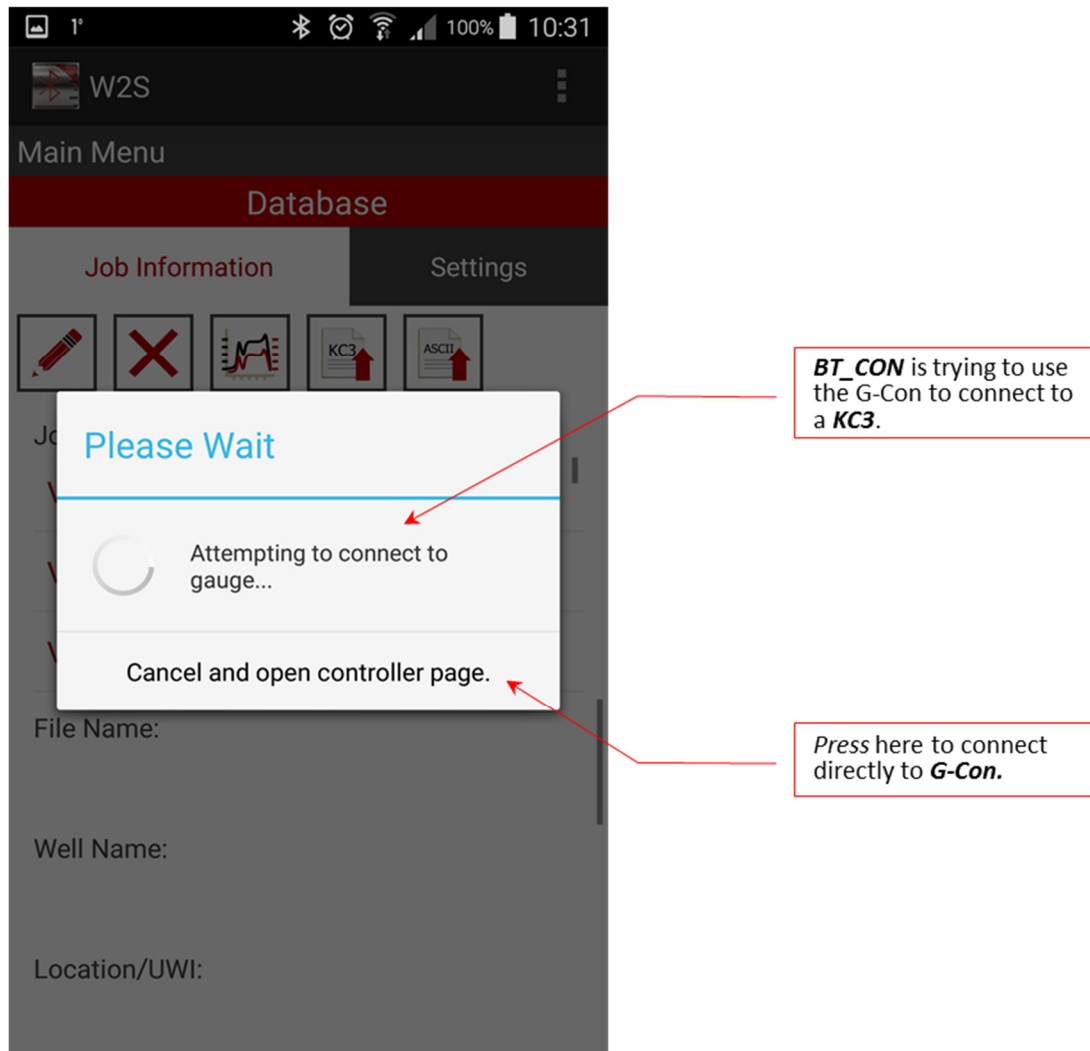 1°
100%
10:31
W2S
Main Menu
Database
Job Information
Settings
KC3
ASCII
BT_CON is trying to use
the G-Con to connect to
a KC3.
Jo
Please Wait
Attempting to connect to
gauge...
Cancel and open controller page.
File Name:
Press here to connect
directly to G-Con.
Well Name:
Location/UWI: